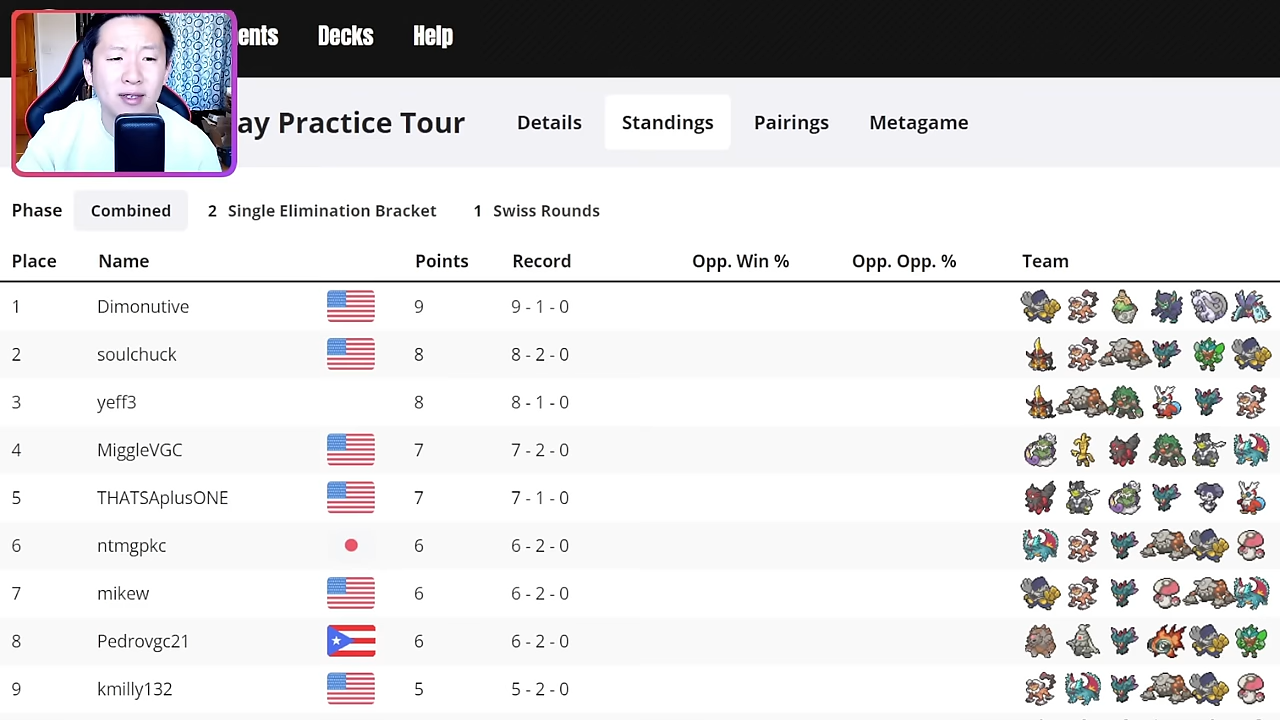 ents Decks Help
ay Practice Tour Details Standings Pairings Metagame
Phase Combined 2 Single Elimination Bracket 1 Swiss Rounds
Place Name Points Record Opp. Win % Opp. Opp. % Team
1 Dimonutive 9 9 - 1 - 0
2 soulchuck 8 8 - 2 - 0
3 yeff3 8 8 - 1 - 0
4 MiggleVGC 7 7 - 2 - 0
5 THATSAplusONE 7 7 - 1 - 0
6 ntmgpkc 6 6 - 2 - 0
7 mikew 6 6 - 2 - 0
8 Pedrovgc21 6 6 - 2 - 0
9 kmilly132 5 5 - 2 - 0